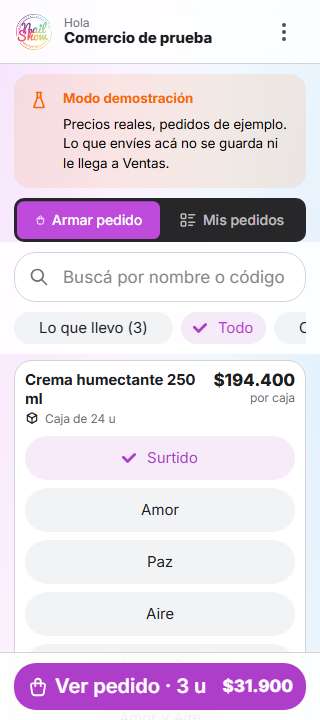 Nail
Show
Hola
Comercio de prueba
Modo demostración
Precios reales, pedidos de ejemplo.
Lo que envíes acá no se guarda ni
le llega a Ventas.
Armar pedido
Mis pedidos
Buscá por nombre o código
Lo que llevo (3)
Todo
Crema humectante 250
ml
$194.400
por caja
Caja de 24 u
Surtido
Amor
Paz
Aire
Ver pedido · 3 u
$31.900